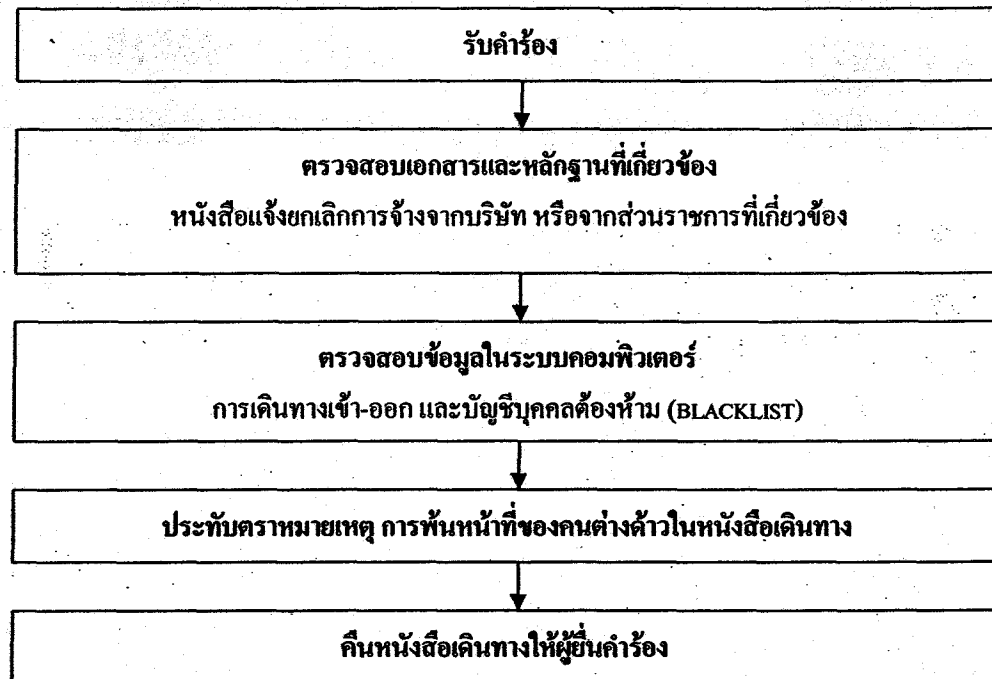 รับคำร้อง
ตรวจสอบเอกสารและหลักฐานที่เกี่ยวข้อง
หนังสือแจ้งยกเลิกการจ้างจากบริษัท หรือจากส่วนราชการที่เกี่ยวข้อง
ตรวจสอบข้อมูลในระบบคอมพิวเตอร์
การเดินทางเข้า-ออก และบัญชีบุคคลต้องห้าม (BLACKLIST)
ประทับตราหมายเหตุ การพ้นหน้าที่ของคนต่างด้าวในหนังสือเดินทาง
คืนหนังสือเดินทางให้ผู้ยื่นคำร้อง